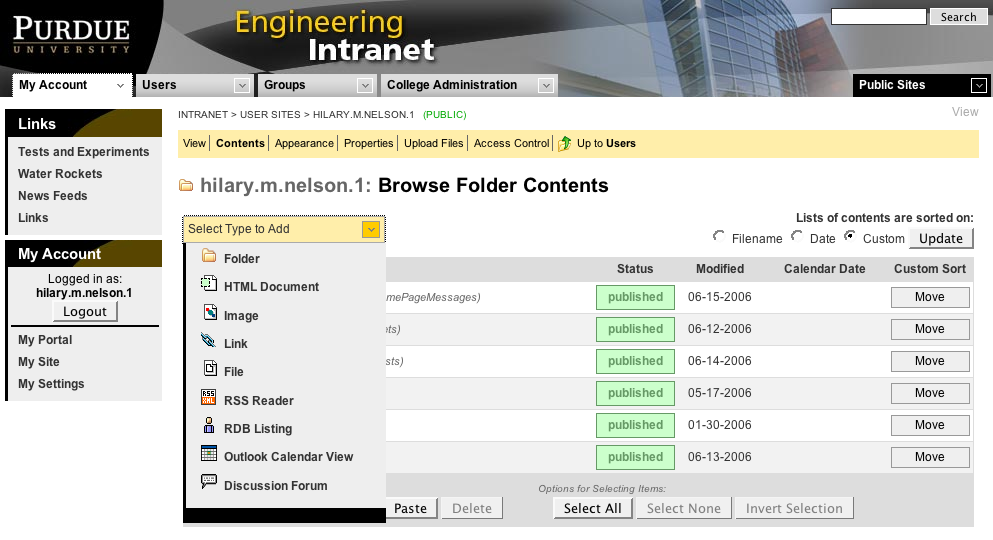 PURDUE
UNIVERSITY
Engineering
Intranet
Search
My Account
Users
Groups
College Administration
Public Sites
Links
Tests and Experiments
Water Rockets
News Feeds
Links
My Account
Logged in as:
hilary.m.nelson.1
Logout
My Portal
My Site
My Settings
INTRANET > USER SITES > HILARY.M.NELSON.1 (PUBLIC)
View
View Contents Appearance Properties Upload Files Access Control Up to Users
hilary.m.nelson.1: Browse Folder Contents
Lists of contents are sorted on:
Filename Date Custom Update
Select Type to Add
Folder
HTML Document
Image
Link
File
RSS Reader
RDB Listing
Outlook Calendar View
Discussion Forum
Status Modified Calendar Date Custom Sort
mePageMessages) published 06-15-2006 Move
ets) published 06-12-2006 Move
sts) published 06-14-2006 Move
published 05-17-2006 Move
published 01-30-2006 Move
published 06-13-2006 Move
Options for Selecting Items:
Paste Delete Select All Select None Invert Selection